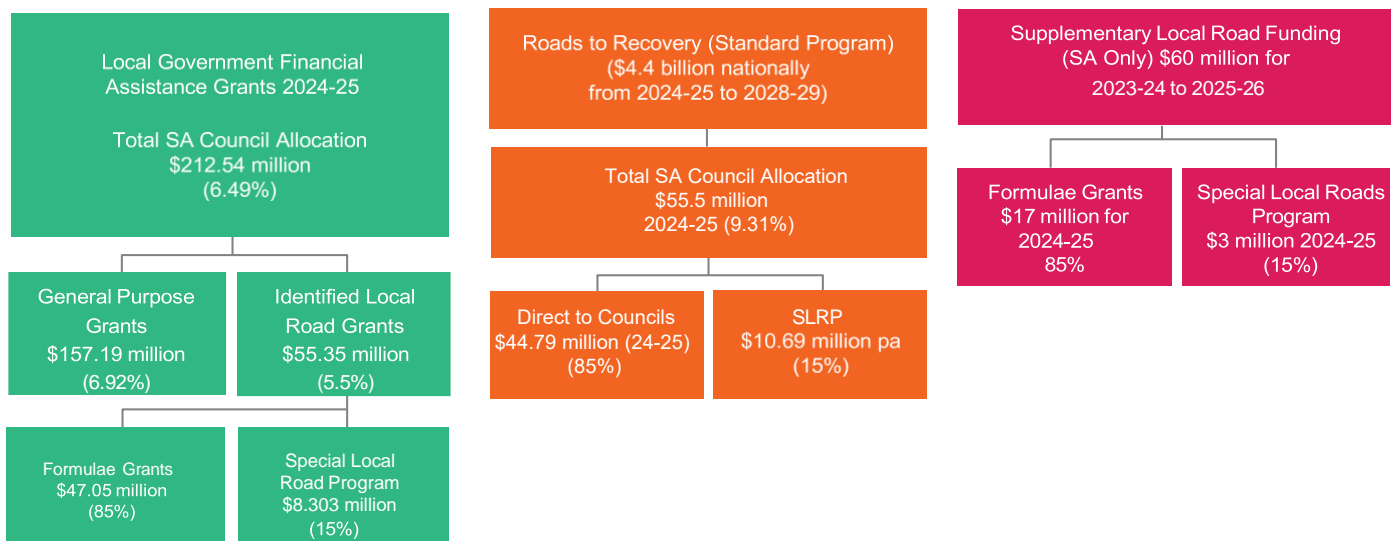 Local Government Financial
Assistance Grants 2024-25
Total SA Council Allocation
$212.54 million
(6.49%)
General Purpose
Grants
$157.19 million
(6.92%)
Identified Local
Road Grants
$55.35 million
(5.5%)
Formulae Grants
$47.05 million
(85%)
Special Local
Road Program
$8.303 million
(15%)
Roads to Recovery (Standard Program)
($4.4 billion nationally
from 2024-25 to 2028-29)
Total SA Council Allocation
$55.5 million
2024-25 (9.31%)
Direct to Councils
$44.79 million (24-25)
(85%)
SLRP
$10.69 million pa
(15%)
Supplementary Local Road Funding
(SA Only) $60 million for
2023-24 to 2025-26
Formulae Grants
$17 million for
2024-25
85%
Special Local Roads
Program
$3 million 2024-25
(15%)